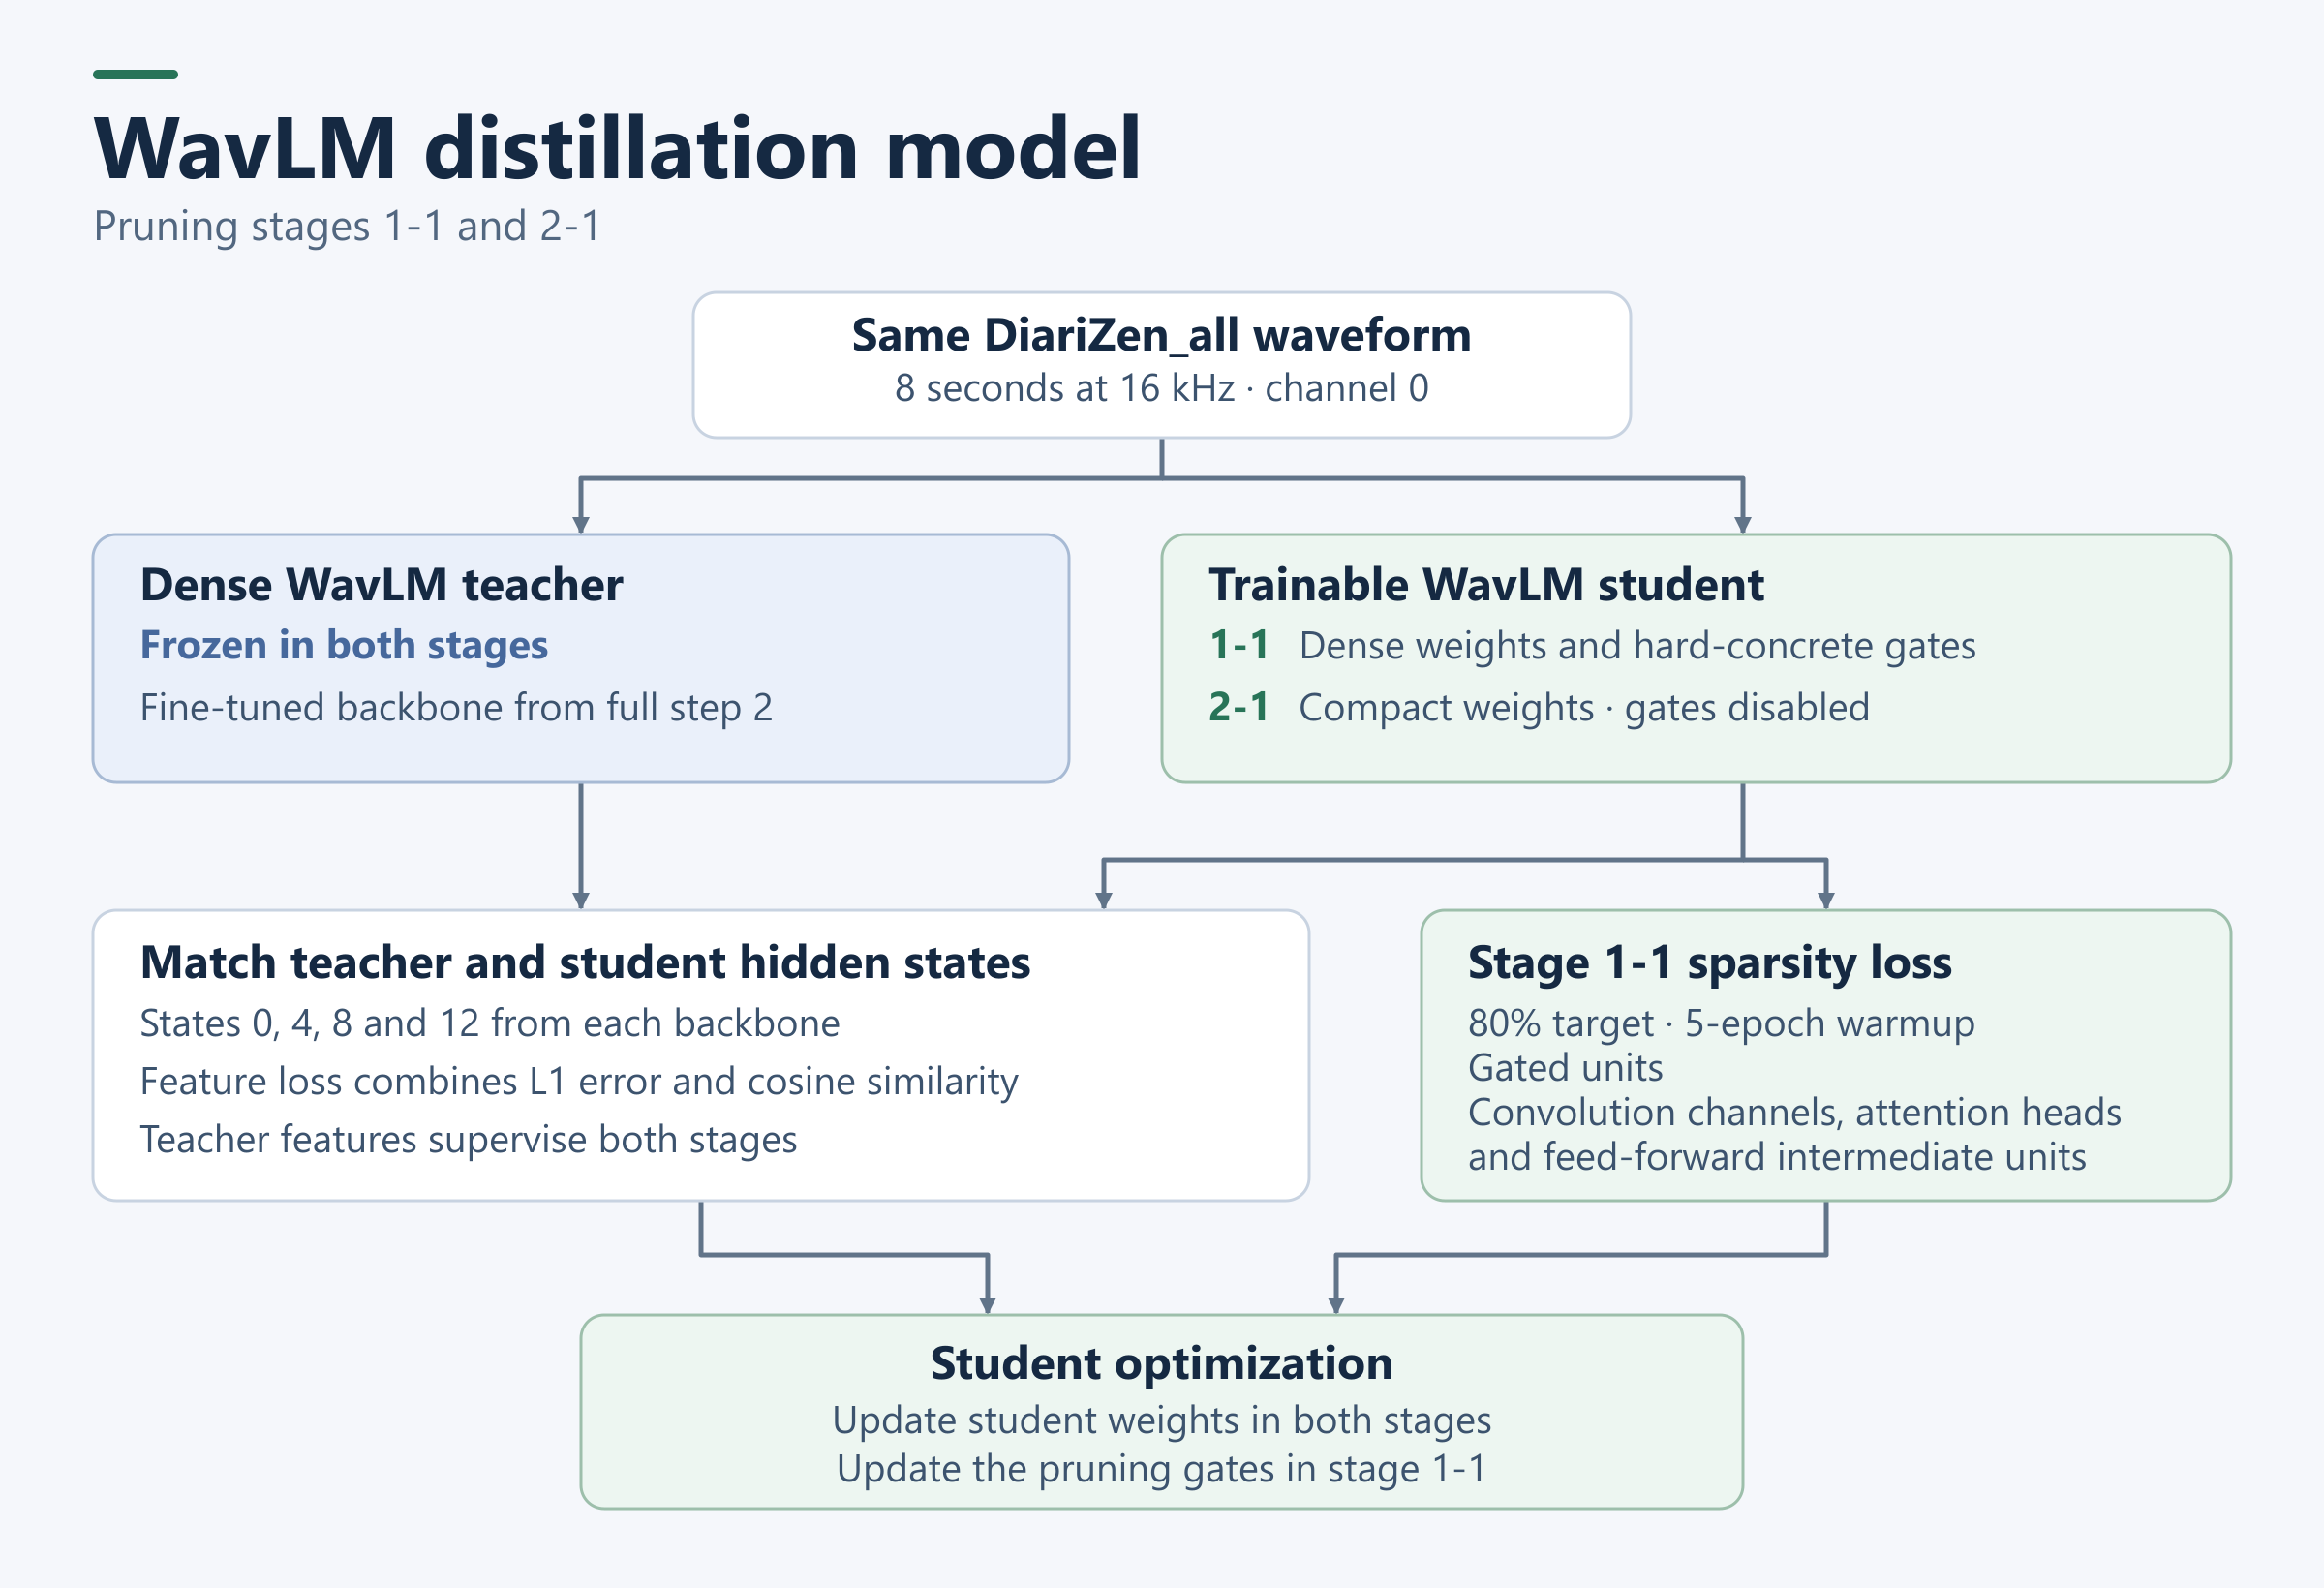 WavLM distillation model
Pruning stages 1-1 and 2-1
Same DiariZen_all waveform
8 seconds at 16 kHz · channel 0
Dense WavLM teacher
Frozen in both stages
Fine-tuned backbone from full step 2
Trainable WavLM student
1-1 Dense weights and hard-concrete gates
2-1 Compact weights · gates disabled
Match teacher and student hidden states
States 0, 4, 8 and 12 from each backbone
Feature loss combines L1 error and cosine similarity
Teacher features supervise both stages
Stage 1-1 sparsity loss
80% target · 5-epoch warmup
Gated units
Convolution channels, attention heads
and feed-forward intermediate units
Student optimization
Update student weights in both stages
Update the pruning gates in stage 1-1